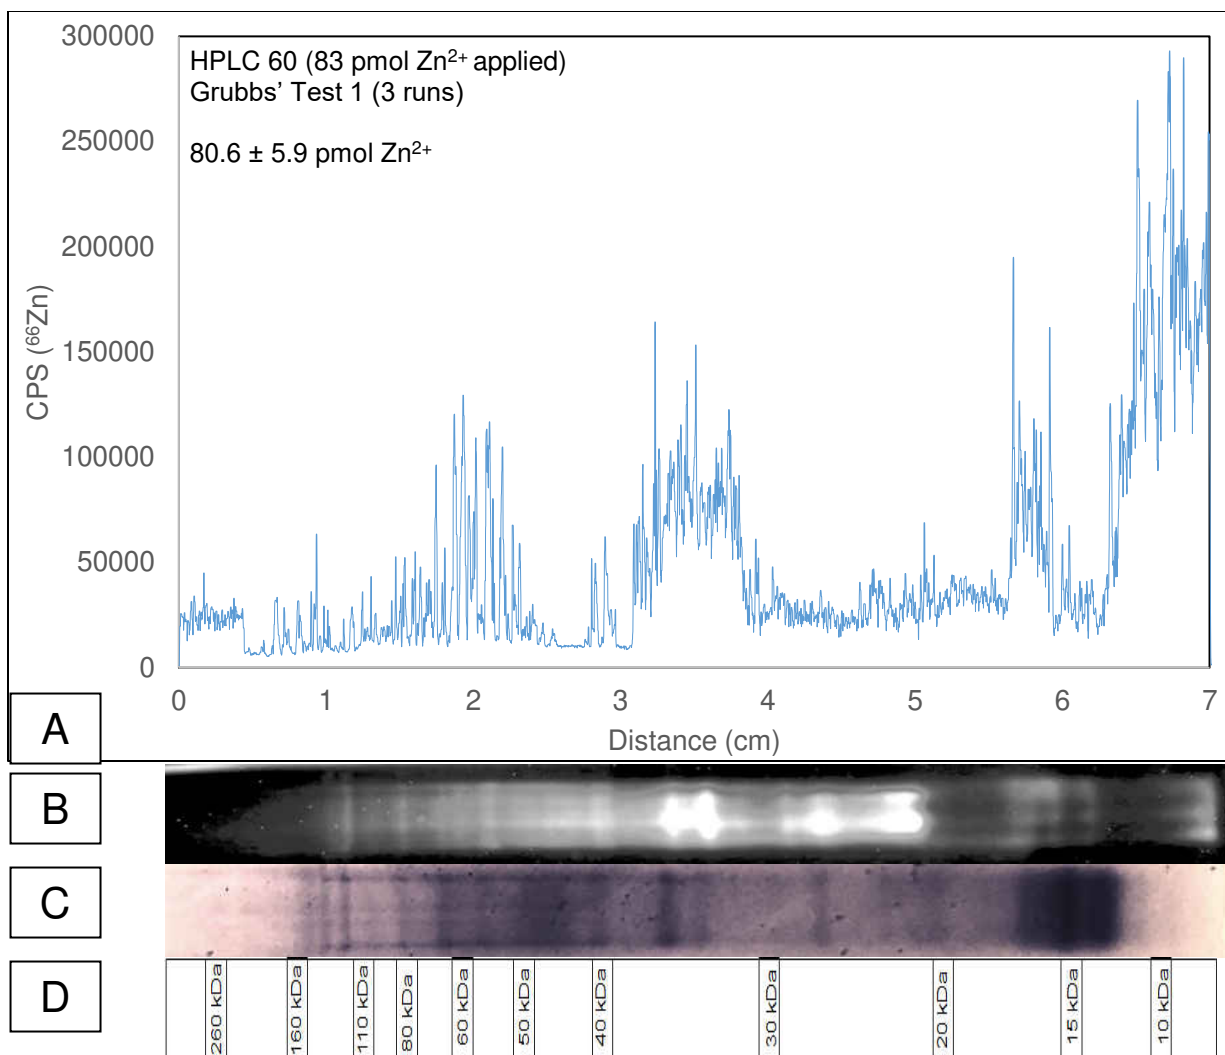 300000
250000
200000
150000
100000
50000
0
CPS (⁶⁶Zn)
HPLC 60 (83 pmol Zn²⁺ applied)
Grubbs' Test 1 (3 runs)
80.6 ± 5.9 pmol Zn²⁺
0 1 2 3 4 5 6 7
Distance (cm)
A
B
C
D
260 kDa 160 kDa 110 kDa 80 kDa 60 kDa 50 kDa 40 kDa 30 kDa 20 kDa 15 kDa 10 kDa